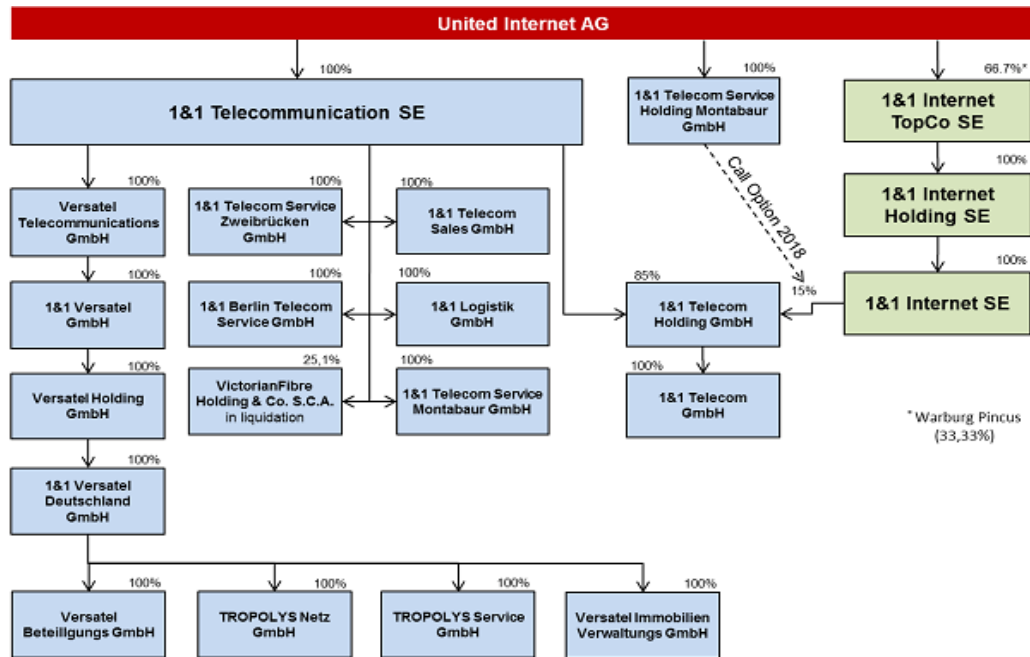 United Internet AG
100%
1&1 Telecommunication SE
100%
1&1 Telecom Service
Holding Montabaur
GmbH
66.7%*
1&1 Internet
TopCo SE
100%
Versatel
Telecommunications
GmbH
100%
1&1 Telecom Service
Zweibrücken
GmbH
100%
1&1 Telecom
Sales GmbH
Call Option 2018
100%
1&1 Internet
Holding SE
100%
1&1 Versatel
GmbH
100%
1&1 Berlin Telecom
Service GmbH
100%
1&1 Logistik
GmbH
85%
1&1 Telecom
Holding GmbH
15%
100%
1&1 Internet SE
100%
Versatel Holding
GmbH
25,1%
VictorianFibre
Holding & Co. S.C.A.
in liquidation
100%
1&1 Telecom Service
Montabaur GmbH
100%
1&1 Telecom
GmbH
* Warburg Pincus
(33,33%)
100%
1&1 Versatel
Deutschland
GmbH
100%
Versatel
Beteiligungs GmbH
100%
TROPOLYS Netz
GmbH
100%
TROPOLYS Service
GmbH
100%
Versatel Immobilien
Verwaltungs GmbH